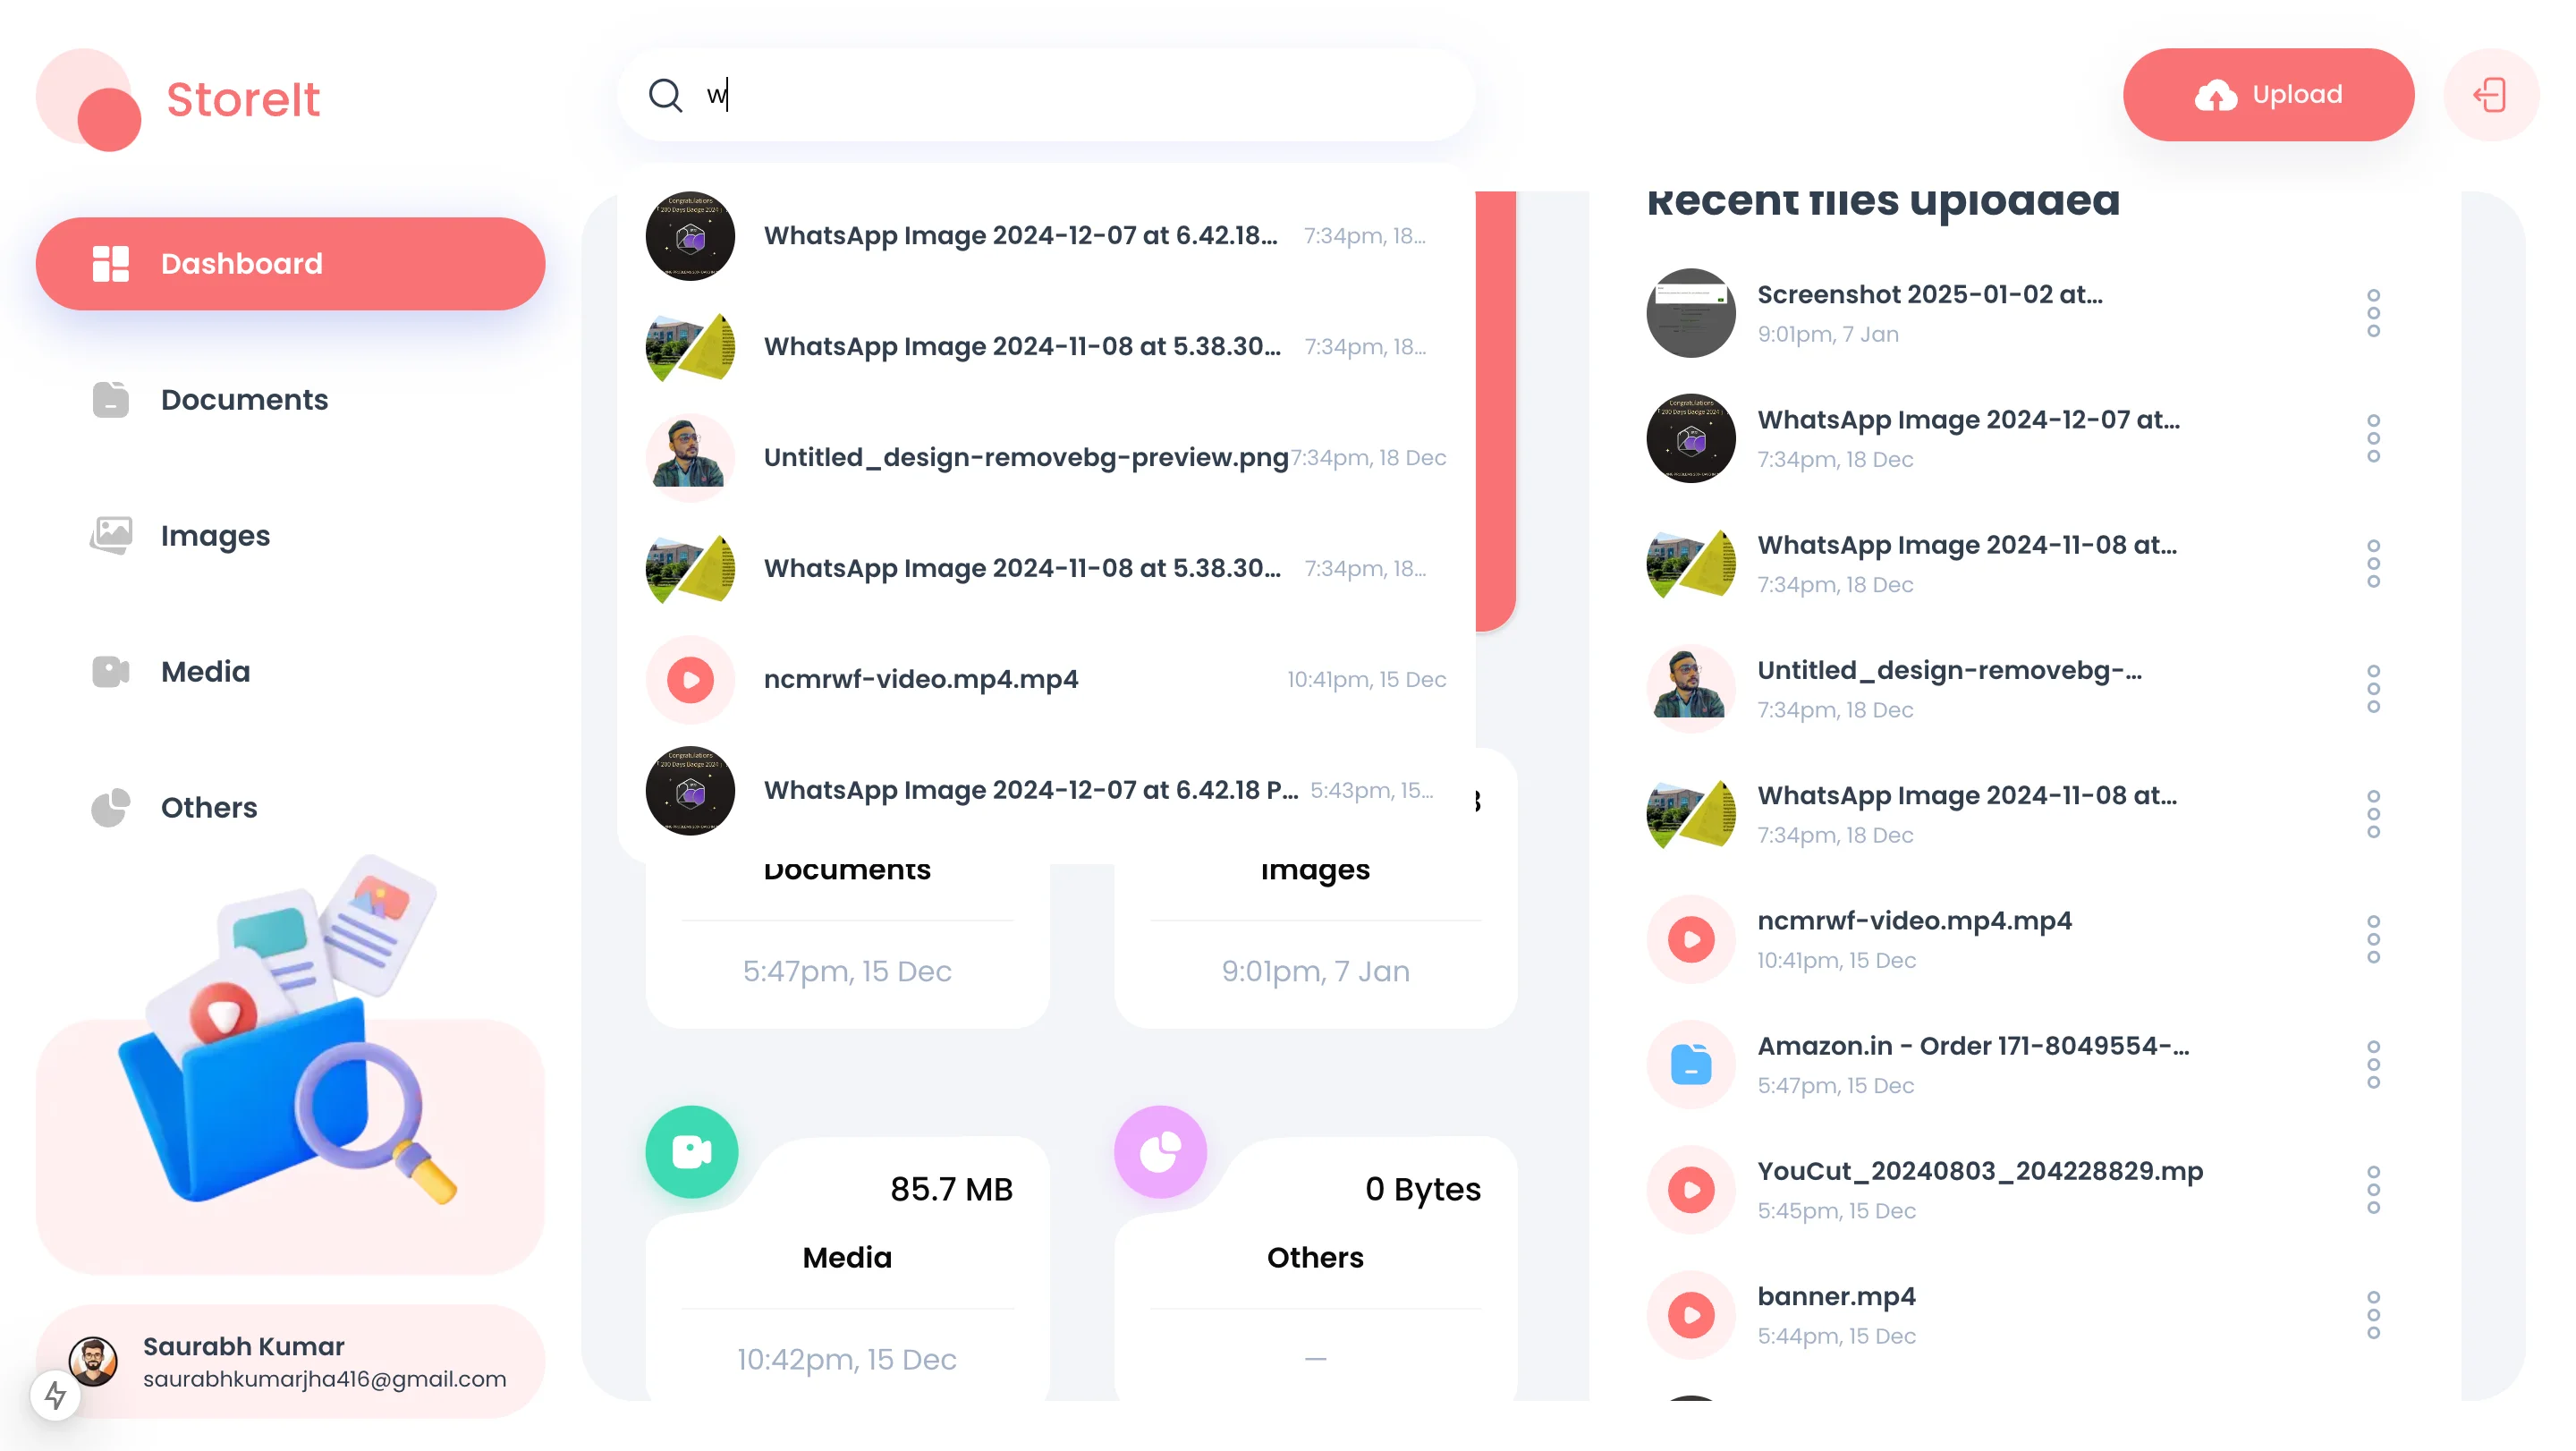 StoreIt
w
Upload
Dashboard
Documents
Images
Media
Others
Saurabh Kumar
saurabhkumarjha416@gmail.com
WhatsApp Image 2024-12-07 at 6.42.18... 7:34pm, 18...
WhatsApp Image 2024-11-08 at 5.38.30... 7:34pm, 18...
Untitled_design-removebg-preview.png 7:34pm, 18 Dec
WhatsApp Image 2024-11-08 at 5.38.30... 7:34pm, 18...
ncmrwf-video.mp4.mp4 10:41pm, 15 Dec
WhatsApp Image 2024-12-07 at 6.42.18 P... 5:43pm, 15...
Documents
5:47pm, 15 Dec
Images
9:01pm, 7 Jan
85.7 MB
Media
10:42pm, 15 Dec
0 Bytes
Others
—
Recent files uploaded
Screenshot 2025-01-02 at...
9:01pm, 7 Jan
WhatsApp Image 2024-12-07 at...
7:34pm, 18 Dec
WhatsApp Image 2024-11-08 at...
7:34pm, 18 Dec
Untitled_design-removebg-...
7:34pm, 18 Dec
WhatsApp Image 2024-11-08 at...
7:34pm, 18 Dec
ncmrwf-video.mp4.mp4
10:41pm, 15 Dec
Amazon.in - Order 171-8049554-...
5:47pm, 15 Dec
YouCut_20240803_204228829.mp
5:45pm, 15 Dec
banner.mp4
5:44pm, 15 Dec